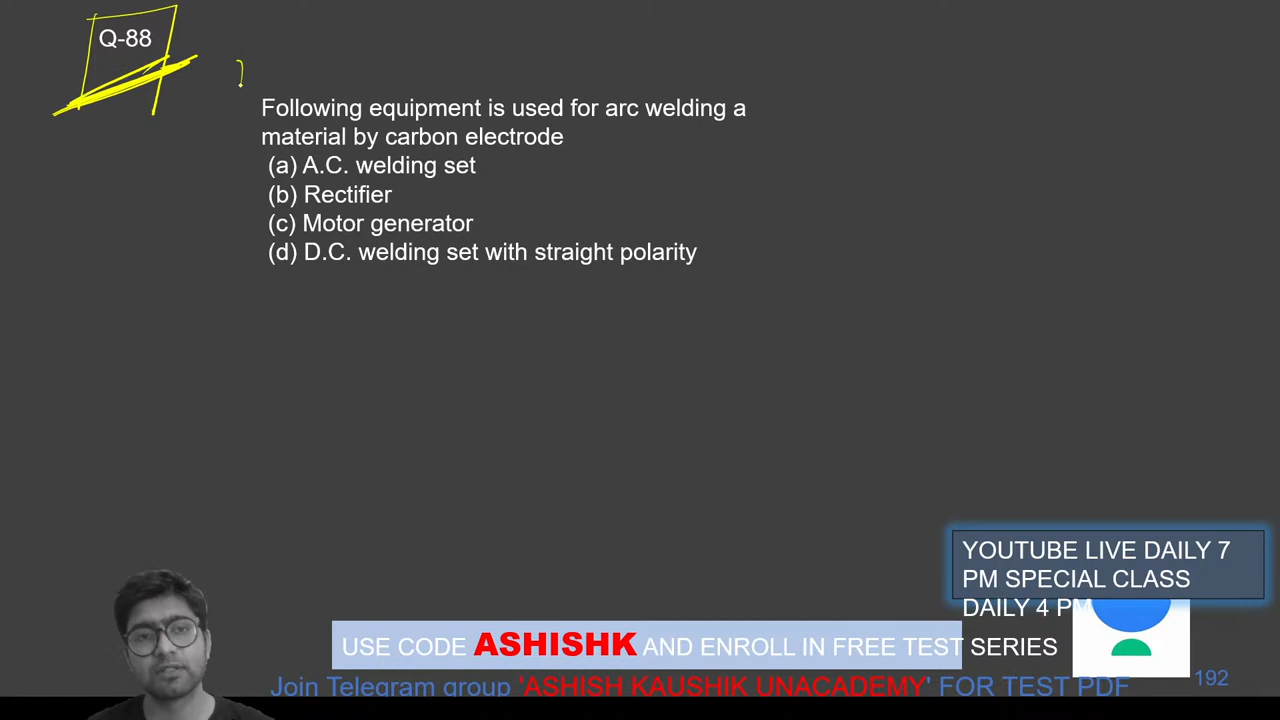 Q-88
Following equipment is used for arc welding a
material by carbon electrode
(a) A.C. welding set
(b) Rectifier
(c) Motor generator
(d) D.C. welding set with straight polarity
YOUTUBE LIVE DAILY 7
PM SPECIAL CLASS
DAILY 4 PM
USE CODE ASHISHK AND ENROLL IN FREE TEST SERIES
Join Telegram group 'ASHISH KAUSHIK UNACADEMY' FOR TEST PDF
192